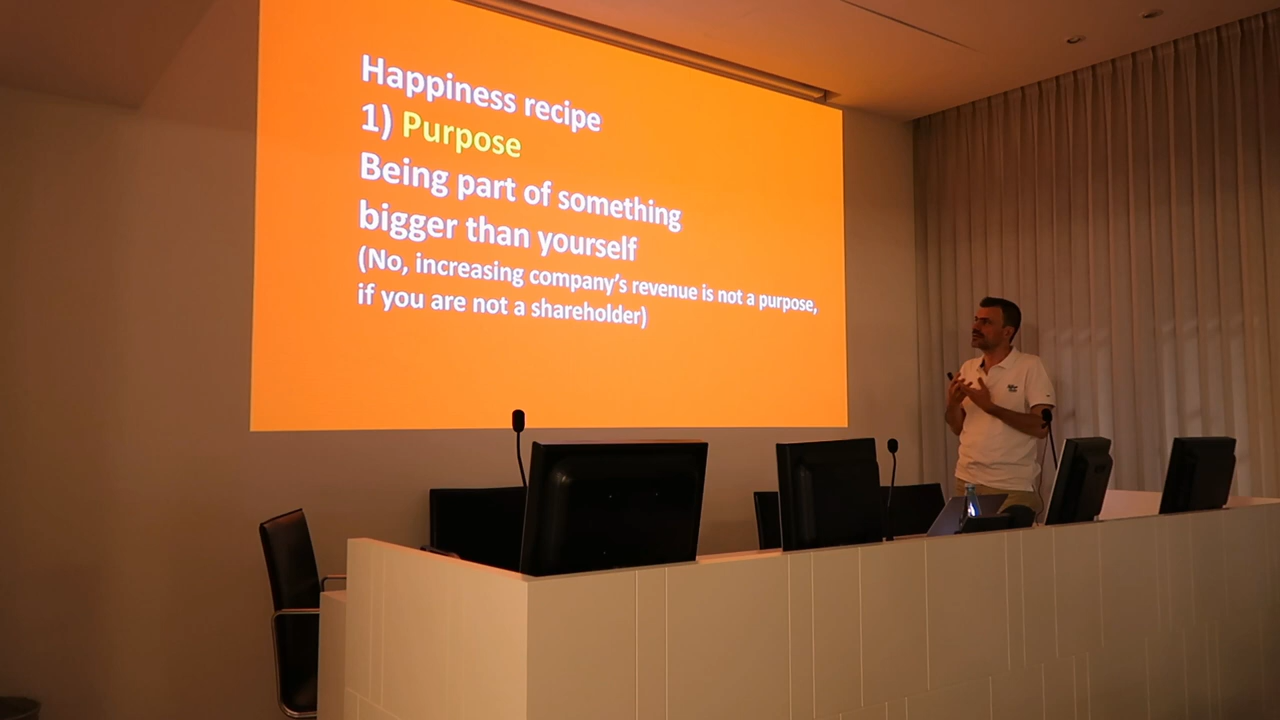 Happiness recipe
1) Purpose
Being part of something
bigger than yourself
(No, increasing company’s revenue is not a purpose,
if you are not a shareholder)